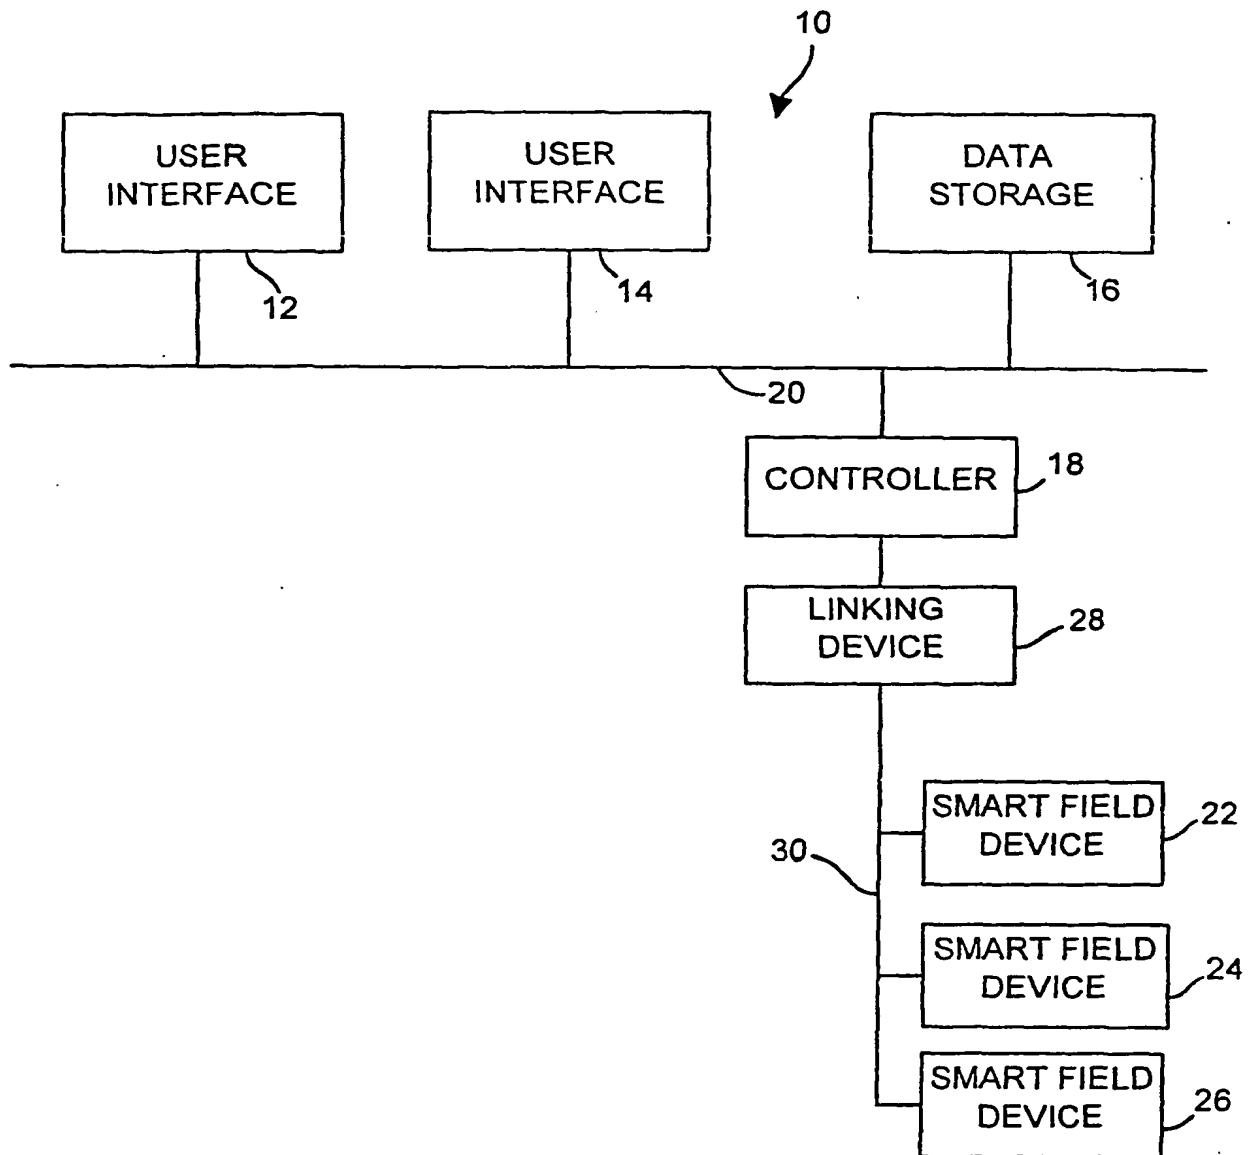 10
USER
INTERFACE
12
USER
INTERFACE
14
DATA
STORAGE
16
20
CONTROLLER
18
LINKING
DEVICE
28
30
SMART FIELD
DEVICE
22
SMART FIELD
DEVICE
24
SMART FIELD
DEVICE
26